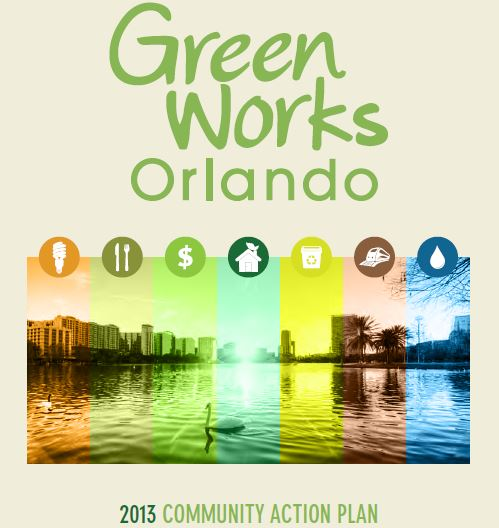 Green
Works
Orlando
$
2013 COMMUNITY ACTION PLAN